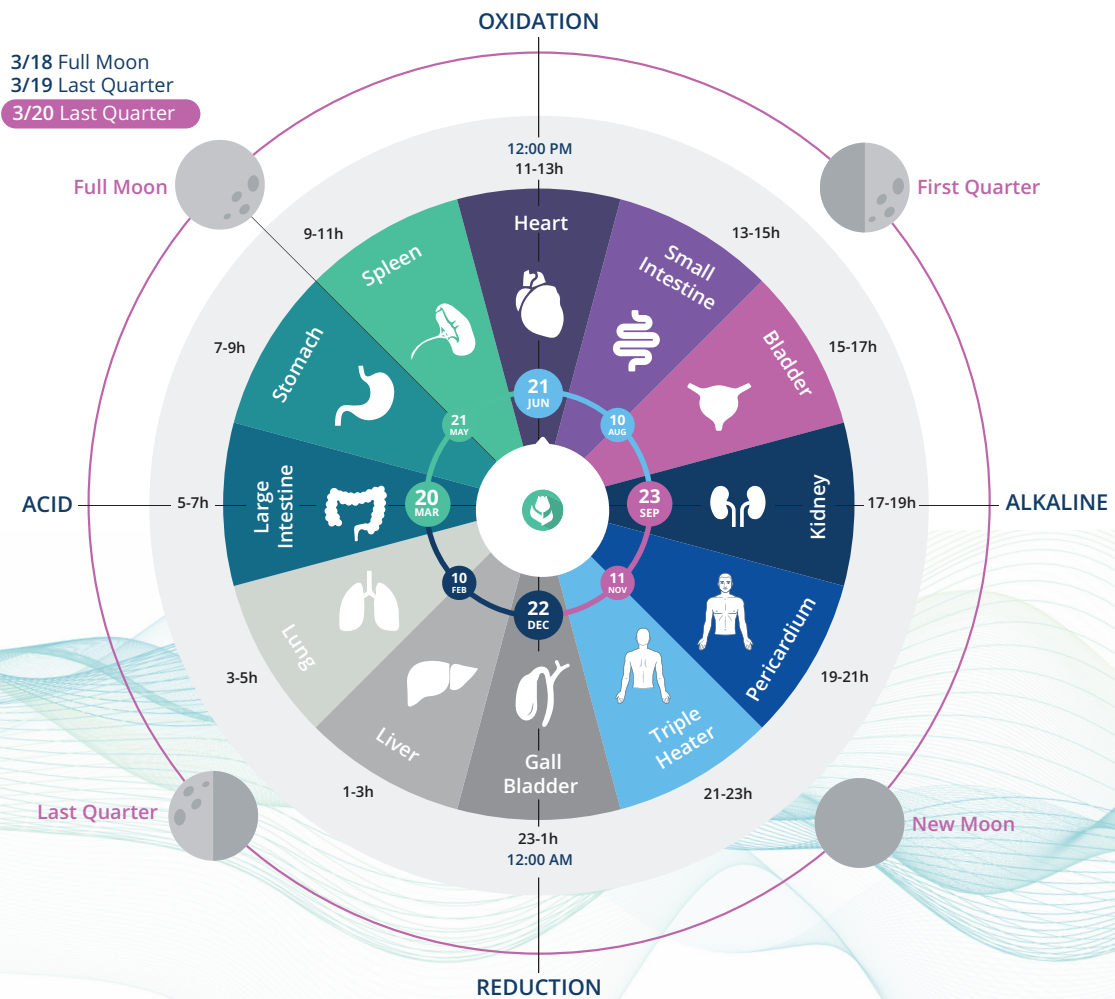 OXIDATION
3/18 Full Moon
3/19 Last Quarter
3/20 Last Quarter
12:00 PM
11-13h
Full Moon
First Quarter
9-11h
13-15h
Heart
Spleen
Small
Intestine
7-9h
15-17h
Stomach
Bladder
21
JUN
21
MAY
10
AUG
ACID
5-7h
Large
Intestine
20
MAR
23
SEP
Kidney
17-19h
ALKALINE
10
FEB
11
NOV
22
DEC
Lung
Pericardium
3-5h
19-21h
Liver
Triple
Heater
Gall
Bladder
1-3h
21-23h
Last Quarter
New Moon
23-1h
12:00 AM
REDUCTION